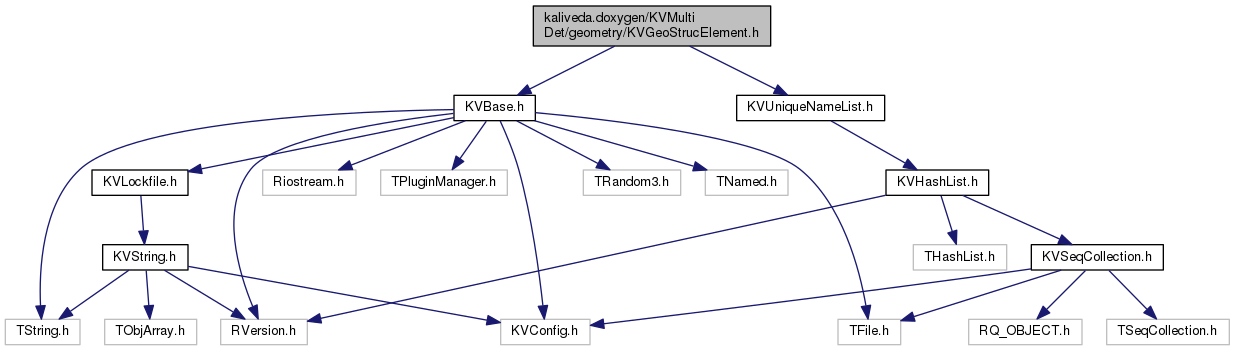 kaliveda.doxygen/KVMulti
Det/geometry/KVGeoStrucElement.h
KVBase.h
KVUniqueNameList.h
KVLockfile.h
Riostream.h
TPluginManager.h
TRandom3.h
TNamed.h
KVHashList.h
KVString.h
THashList.h
KVSeqCollection.h
TString.h
TObjArray.h
RVersion.h
KVConfig.h
TFile.h
RQ_OBJECT.h
TSeqCollection.h